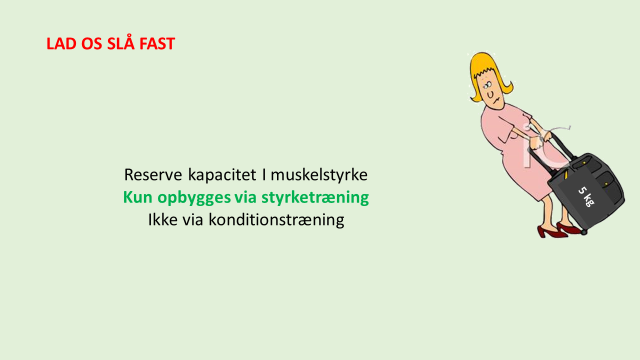 LAD OS SLÅ FAST
Reserve kapacitet I muskelstyrke
Kun opbygges via styrketræning
Ikke via konditionstræning
5 kg